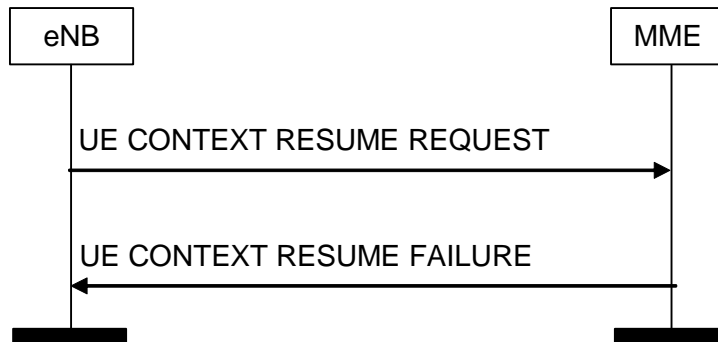 eNB
MME
UE CONTEXT RESUME REQUEST
UE CONTEXT RESUME FAILURE